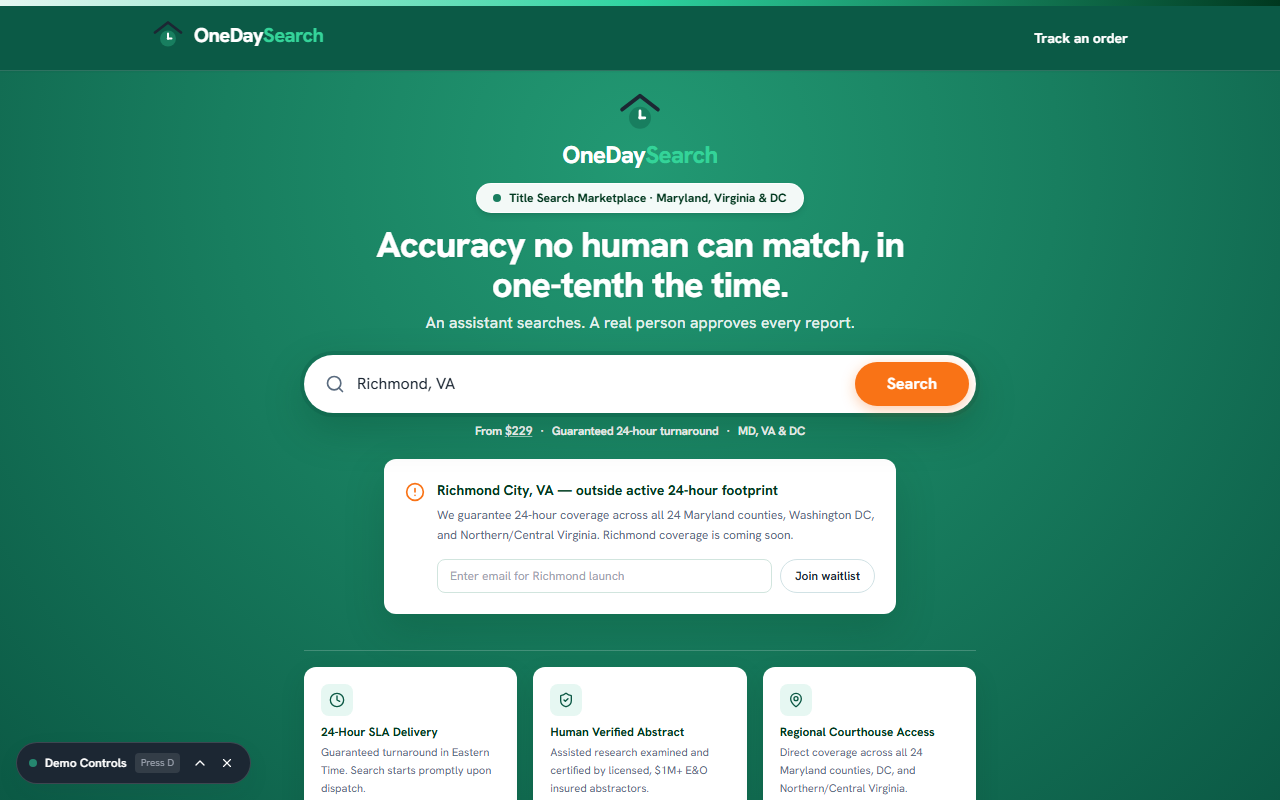 OneDaySearch
Track an order
OneDaySearch
Title Search Marketplace · Maryland, Virginia & DC
Accuracy no human can match, in
one-tenth the time.
An assistant searches. A real person approves every report.
Richmond, VA
Search
From $229 · Guaranteed 24-hour turnaround · MD, VA & DC
Richmond City, VA — outside active 24-hour footprint
We guarantee 24-hour coverage across all 24 Maryland counties, Washington DC,
and Northern/Central Virginia. Richmond coverage is coming soon.
Enter email for Richmond launch
Join waitlist
24-Hour SLA Delivery
Guaranteed turnaround in Eastern
Time. Search starts promptly upon
dispatch.
Human Verified Abstract
Assisted research examined and
certified by licensed, $1M+ E&O
insured abstractors.
Regional Courthouse Access
Direct coverage across all 24
Maryland counties, DC, and
Northern/Central Virginia.
Demo Controls
Press D